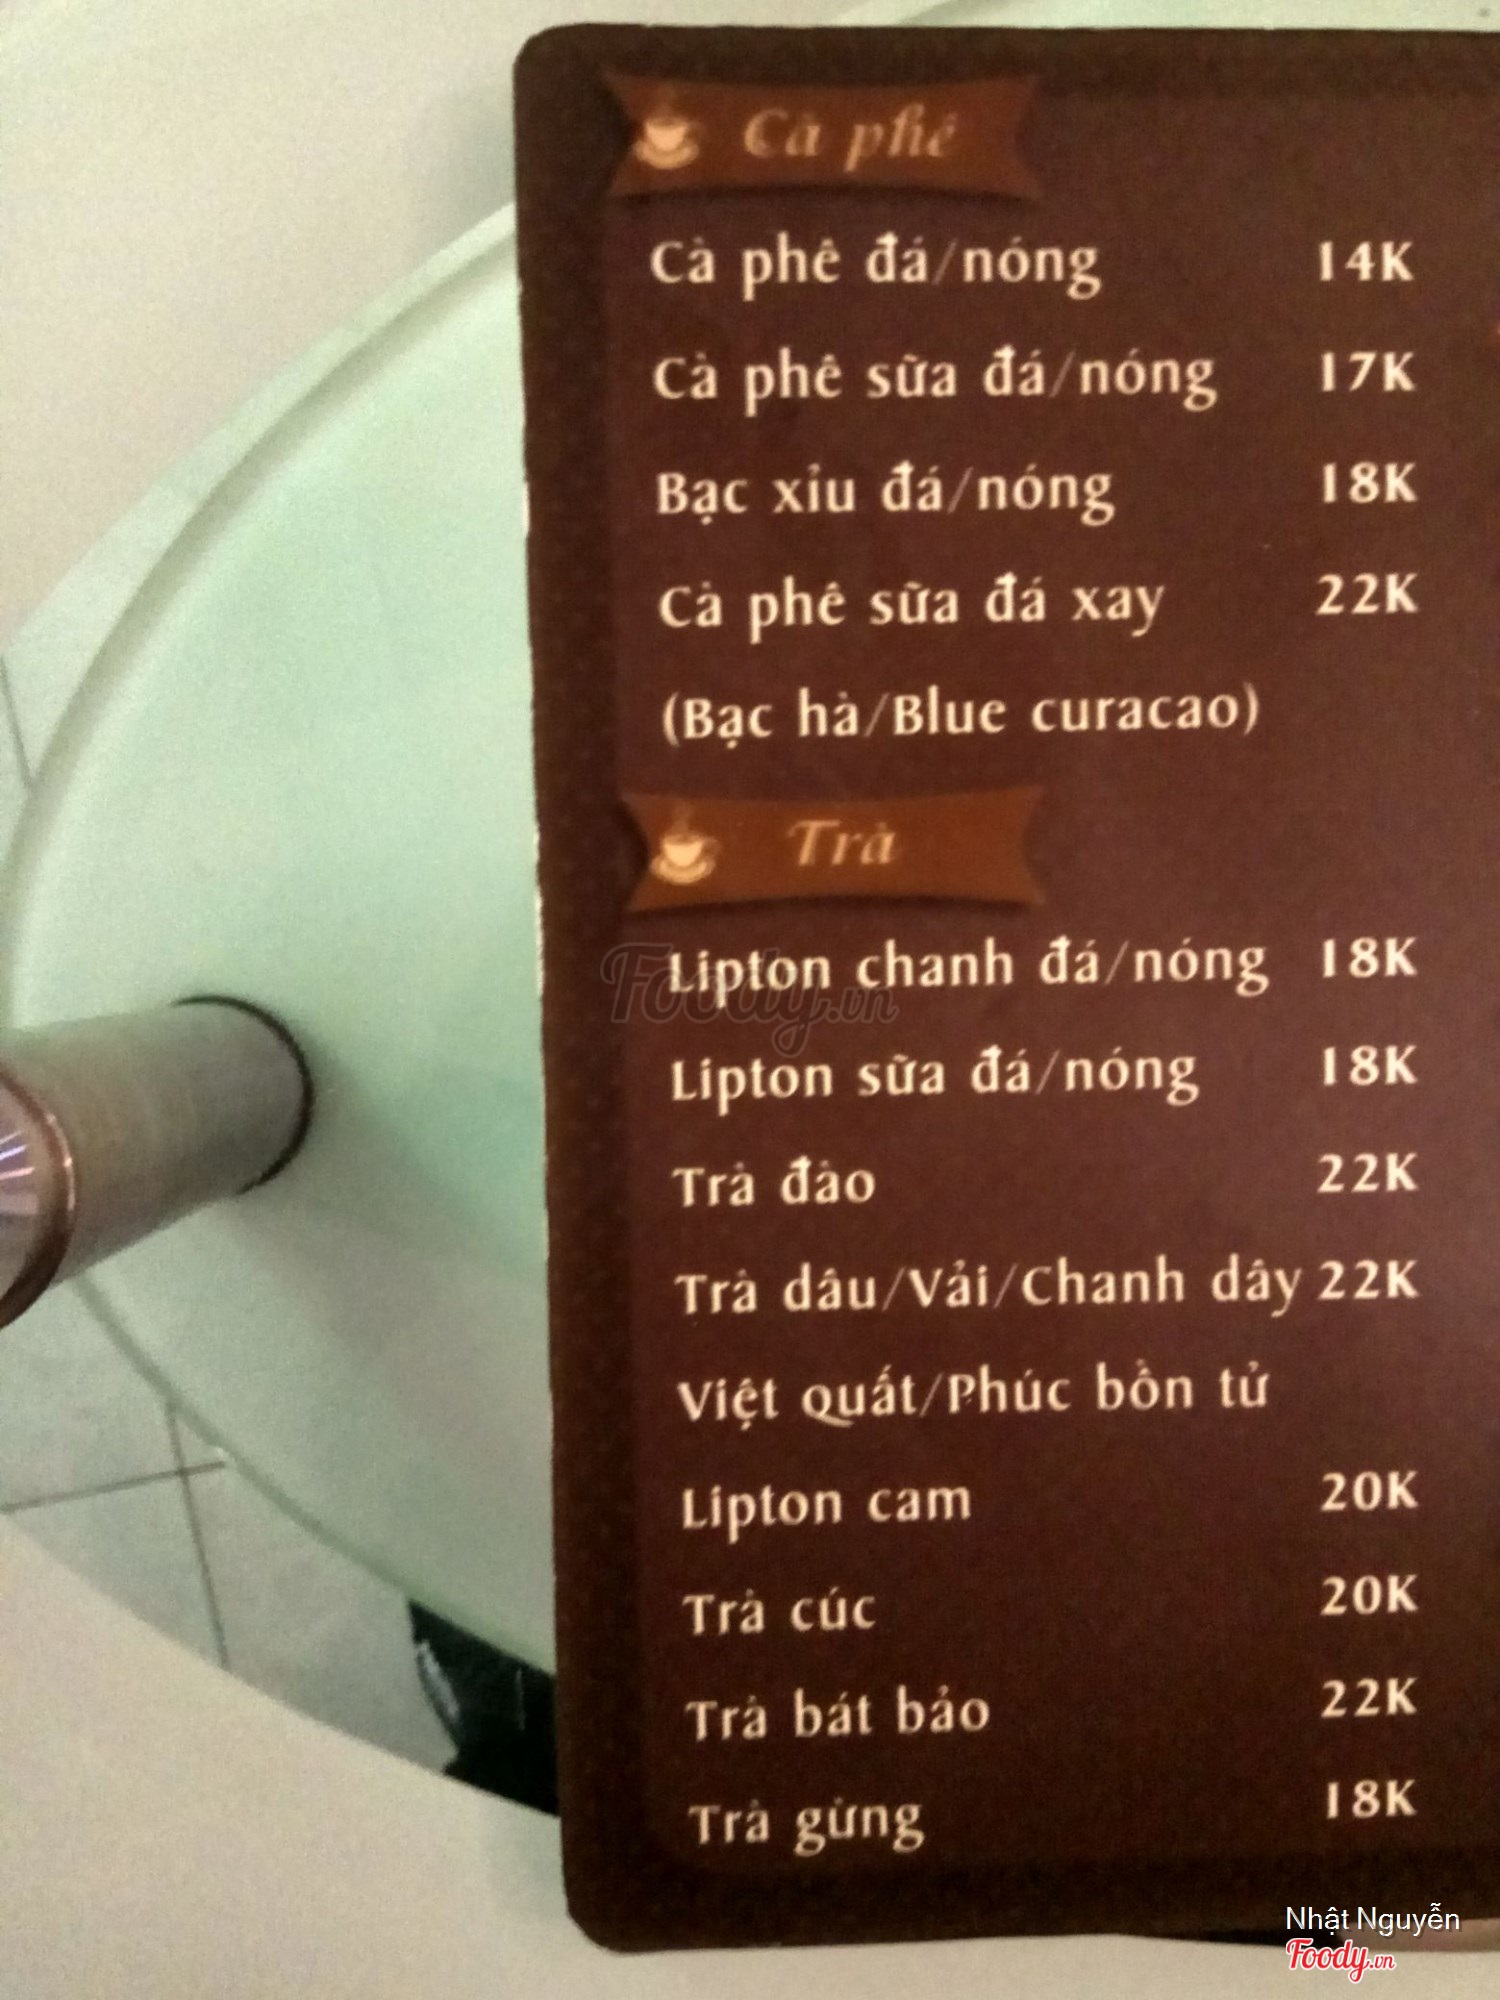 Cà phê
Cà phê đá/nóng 14K
Cà phê sữa đá/nóng 17K
Bạc xỉu đá/nóng 18K
Cà phê sữa đá xay 22K
(Bạc hà/Blue curacao)
Trà
Lipton chanh đá/nóng 18K
Foody.vn
Lipton sữa đá/nóng 18K
Trà đào 22K
Trà dâu/Vải/Chanh dây 22K
Việt quất/Phúc bồn tử
Lipton cam 20K
Trà cúc 20K
Trà bát bảo 22K
Trà gừng 18K
Nhật Nguyễn
Foody.vn